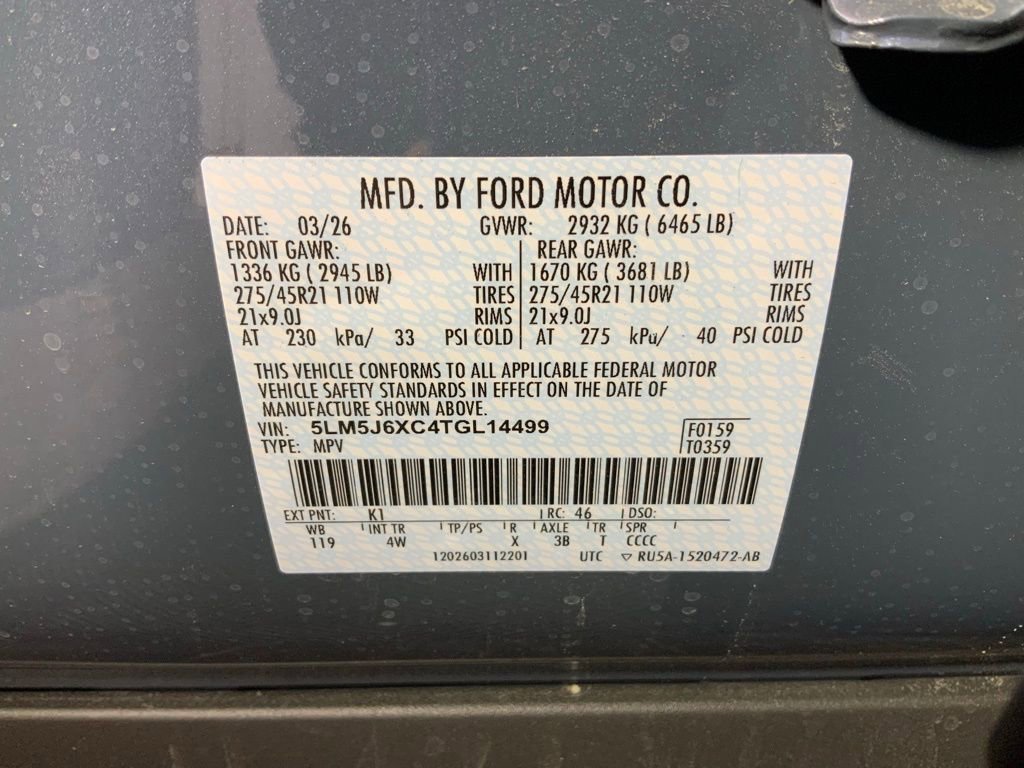 MFD. BY FORD MOTOR CO.
DATE: 03/26 GVWR: 2932 KG ( 6465 LB)
FRONT GAWR: REAR GAWR:
1336 KG ( 2945 LB) WITH 1670 KG ( 3681 LB) WITH
275/45R21 110W TIRES 275/45R21 110W TIRES
21x9.0J RIMS 21x9.0J RIMS
AT 230 kPa/ 33 PSI COLD AT 275 kPa/ 40 PSI COLD
THIS VEHICLE CONFORMS TO ALL APPLICABLE FEDERAL MOTOR
VEHICLE SAFETY STANDARDS IN EFFECT ON THE DATE OF
MANUFACTURE SHOWN ABOVE.
VIN: 5LM5J6XC4TGL14499 F0159
TYPE: MPV T0359
EXT PNT: K1 RC: 46 DSO:
WB INT TR TP/PS R AXLE TR SPR
119 4W X 3B T CCCC
1202603112201 UTC ▽ RU5A-1520472-AB